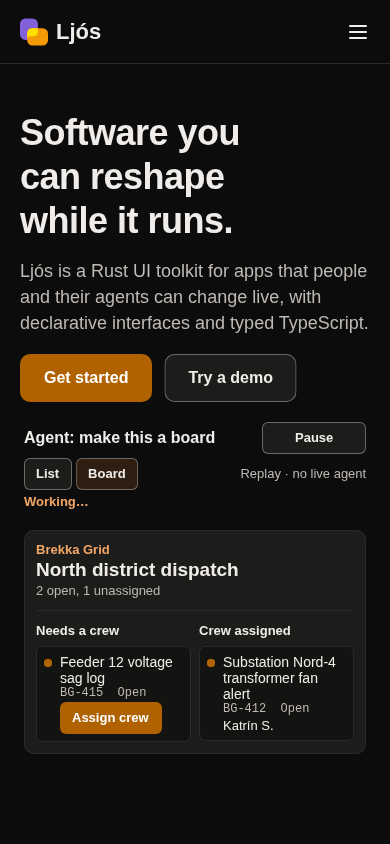 Ljós
Software you
can reshape
while it runs.
Ljós is a Rust UI toolkit for apps that people
and their agents can change live, with
declarative interfaces and typed TypeScript.
Get started
Try a demo
Agent: make this a board
Pause
List
Board
Replay · no live agent
Working…
Brekka Grid
North district dispatch
2 open, 1 unassigned
Needs a crew
Feeder 12 voltage
sag log
BG-415 Open
Assign crew
Crew assigned
Substation Nord-4
transformer fan
alert
BG-412 Open
Katrín S.